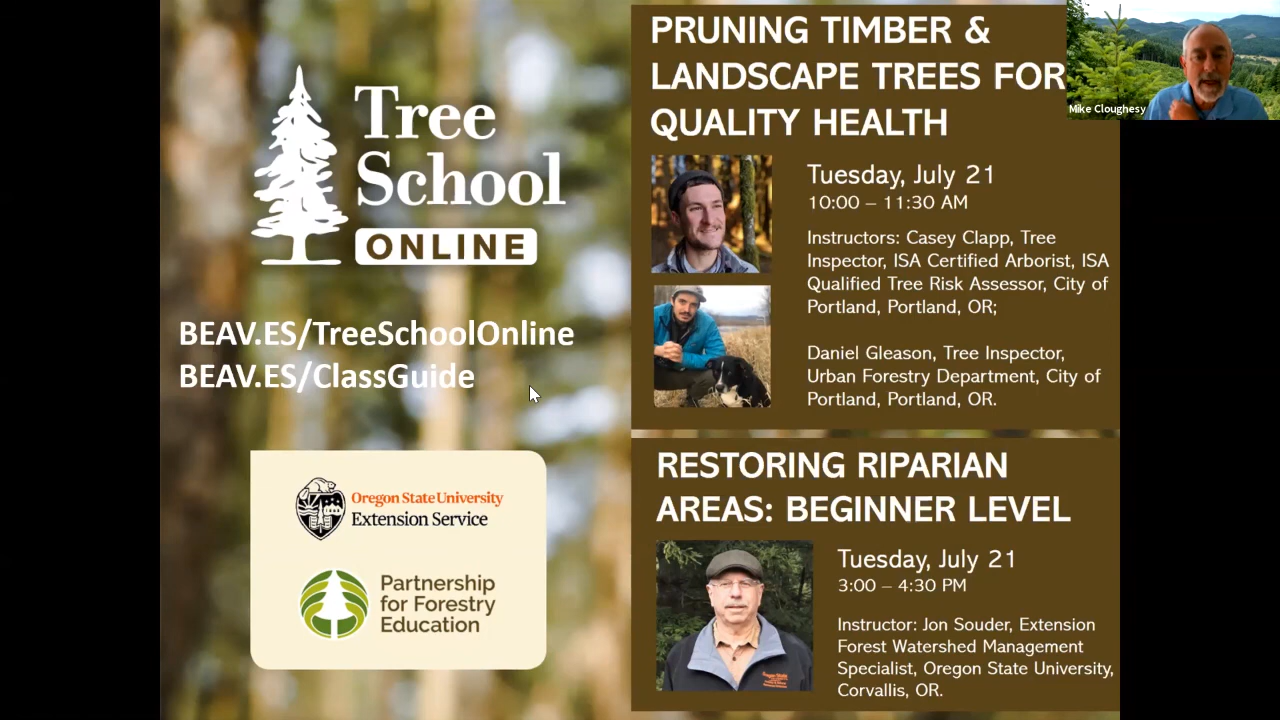 Tree
School
ONLINE
BEAV.ES/TreeSchoolOnline
BEAV.ES/ClassGuide
Oregon State University
Extension Service
Partnership
for Forestry
Education
PRUNING TIMBER &
LANDSCAPE TREES FOR
QUALITY HEALTH
Tuesday, July 21
10:00 – 11:30 AM
Instructors: Casey Clapp, Tree
Inspector, ISA Certified Arborist, ISA
Qualified Tree Risk Assessor, City of
Portland, Portland, OR;
Daniel Gleason, Tree Inspector,
Urban Forestry Department, City of
Portland, Portland, OR.
RESTORING RIPARIAN
AREAS: BEGINNER LEVEL
Tuesday, July 21
3:00 – 4:30 PM
Instructor: Jon Souder, Extension
Forest Watershed Management
Specialist, Oregon State University,
Corvallis, OR.
Mike Cloughesy